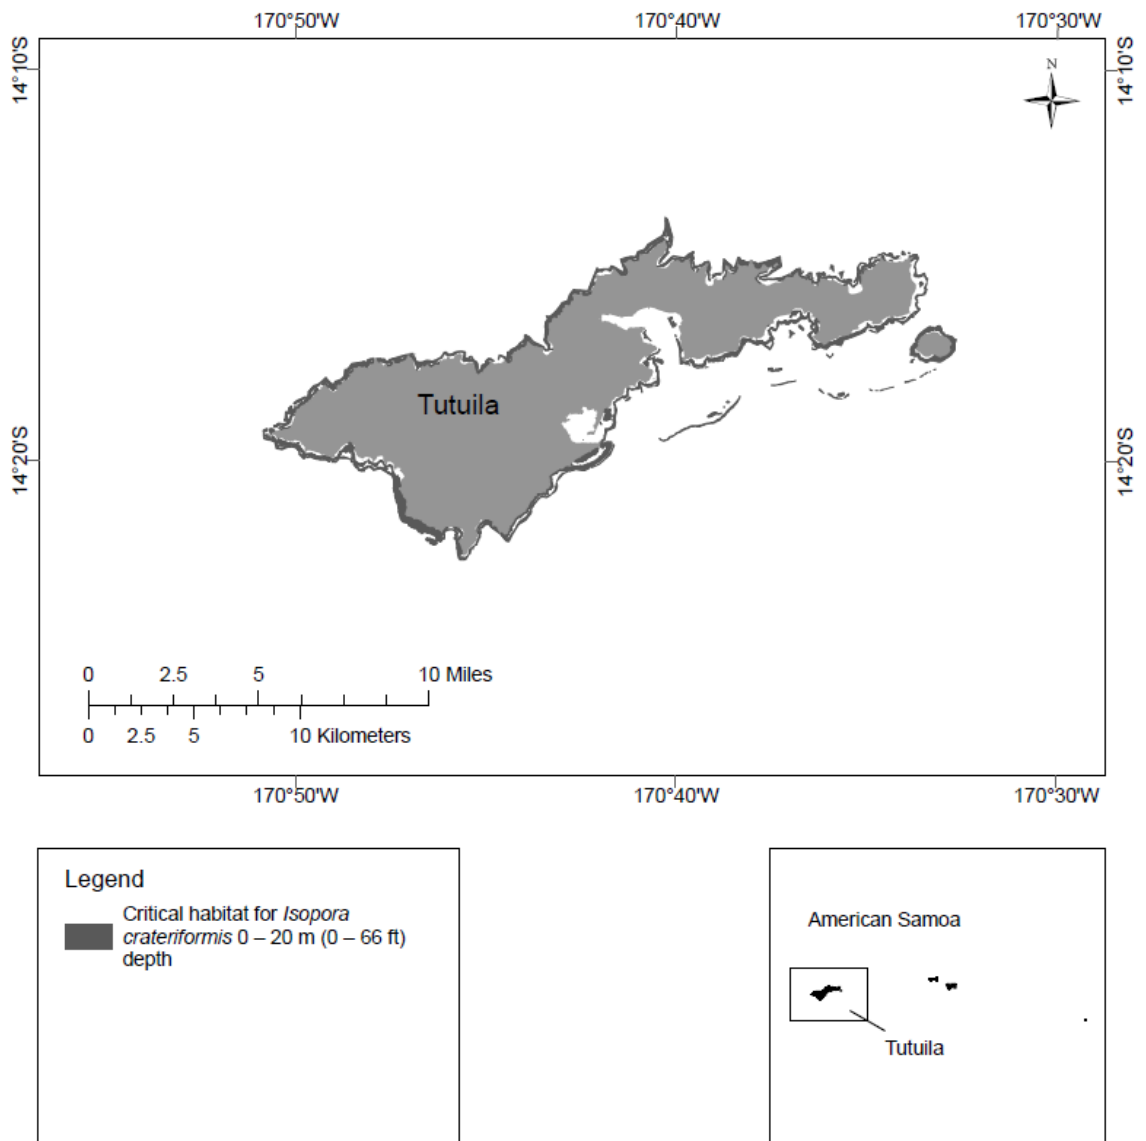 170°50'W 170°40'W 170°30'W
14°10'S 14°10'S
N
Tutuila
14°20'S 14°20'S
0 2.5 5 10 Miles
0 2.5 5 10 Kilometers
170°50'W 170°40'W 170°30'W
Legend
Critical habitat for Isopora
crateriformis 0 – 20 m (0 – 66 ft)
depth
American Samoa
Tutuila